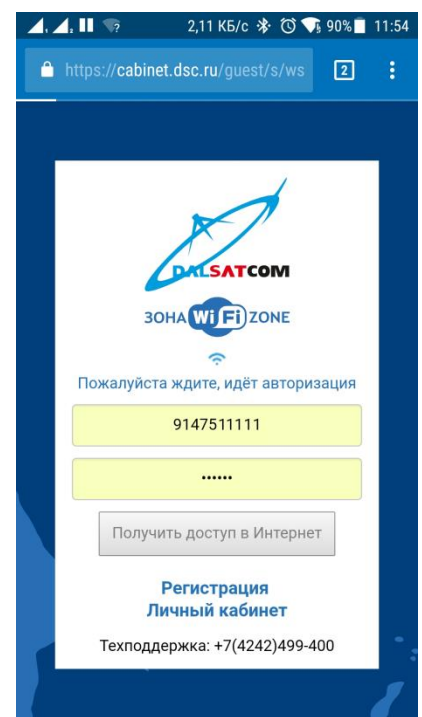 2,11 КБ/с 90% 11:54
https://cabinet.dsc.ru/guest/s/ws 2
DALSATCOM
ЗОНА WiFi ZONE
Пожалуйста ждите, идёт авторизация
9147511111
••••••
Получить доступ в Интернет
Регистрация
Личный кабинет
Техподдержка: +7(4242)499-400